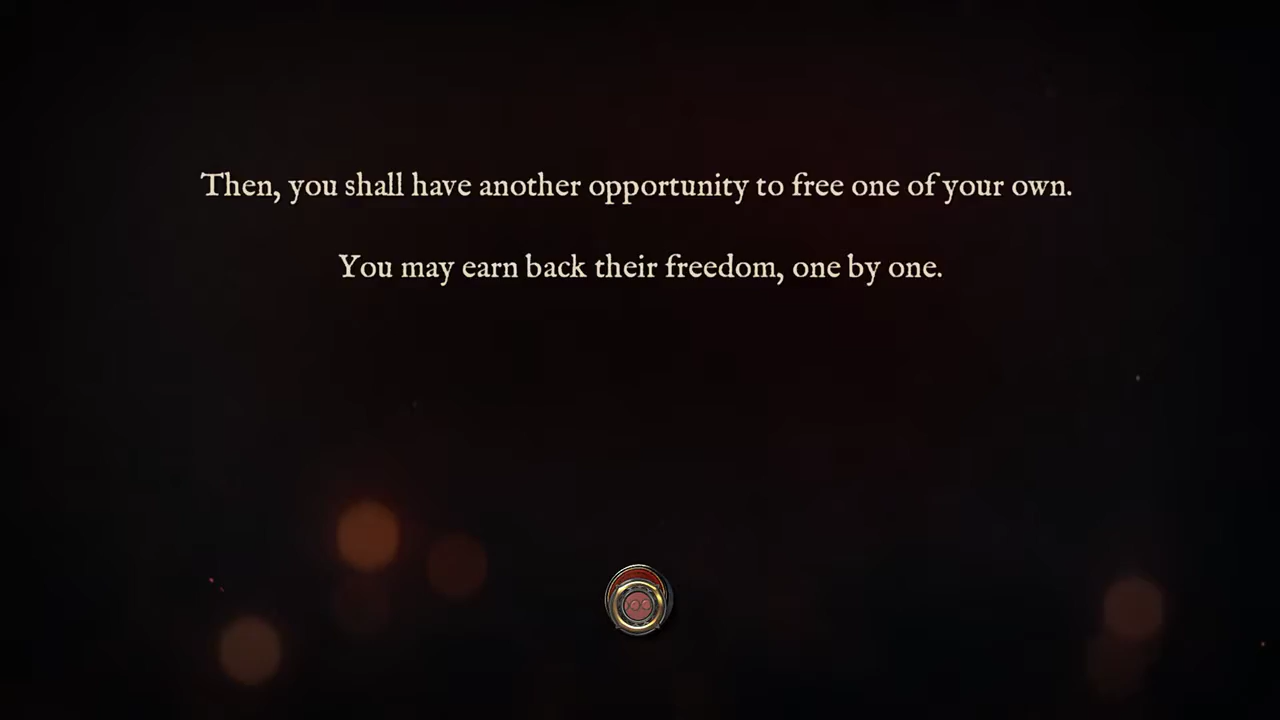 Then, you shall have another opportunity to free one of your own.
You may earn back their freedom, one by one.